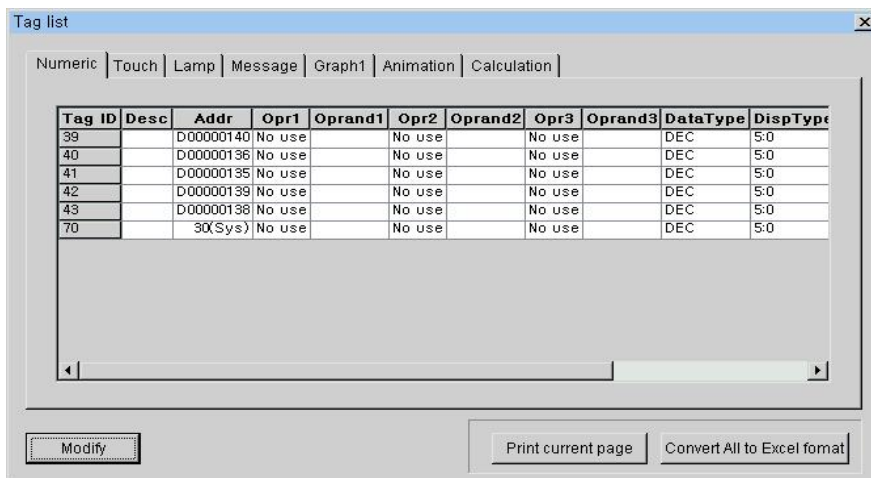 Tag list
Numeric Touch Lamp Message Graph1 Animation Calculation
Tag ID Desc Addr Opr1 Oprand1 Opr2 Oprand2 Opr3 Oprand3 DataType DispType
39 D00000140 No use No use No use DEC 5:0
40 D00000136 No use No use No use DEC 5:0
41 D00000135 No use No use No use DEC 5:0
42 D00000139 No use No use No use DEC 5:0
43 D00000138 No use No use No use DEC 5:0
70 30(Sys) No use No use No use DEC 5:0
Modify Print current page Convert All to Excel fomat